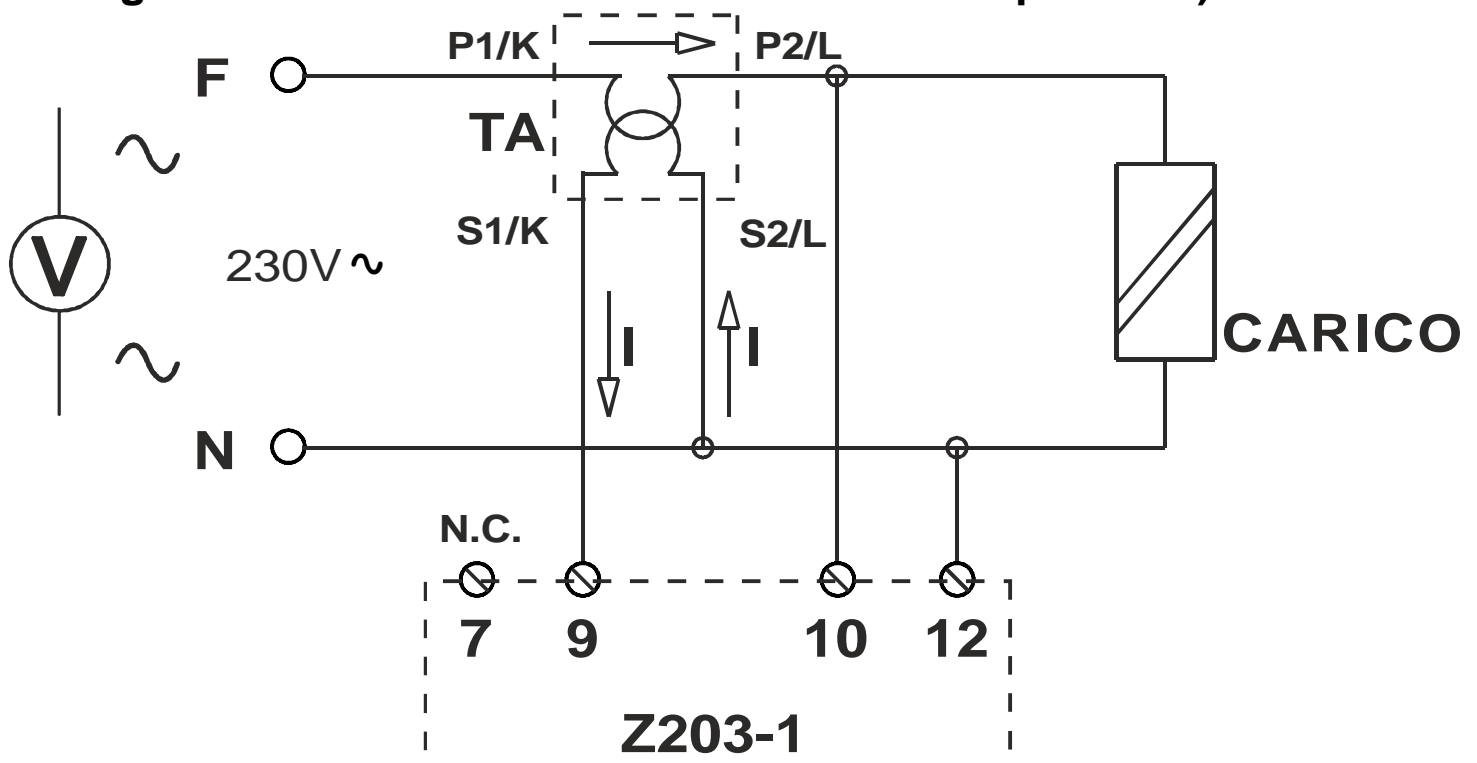 P1/K P2/L
F
TA
S1/K S2/L
V
230V~
I I
CARICO
N
N.C.
7 9 10 12
Z203-1